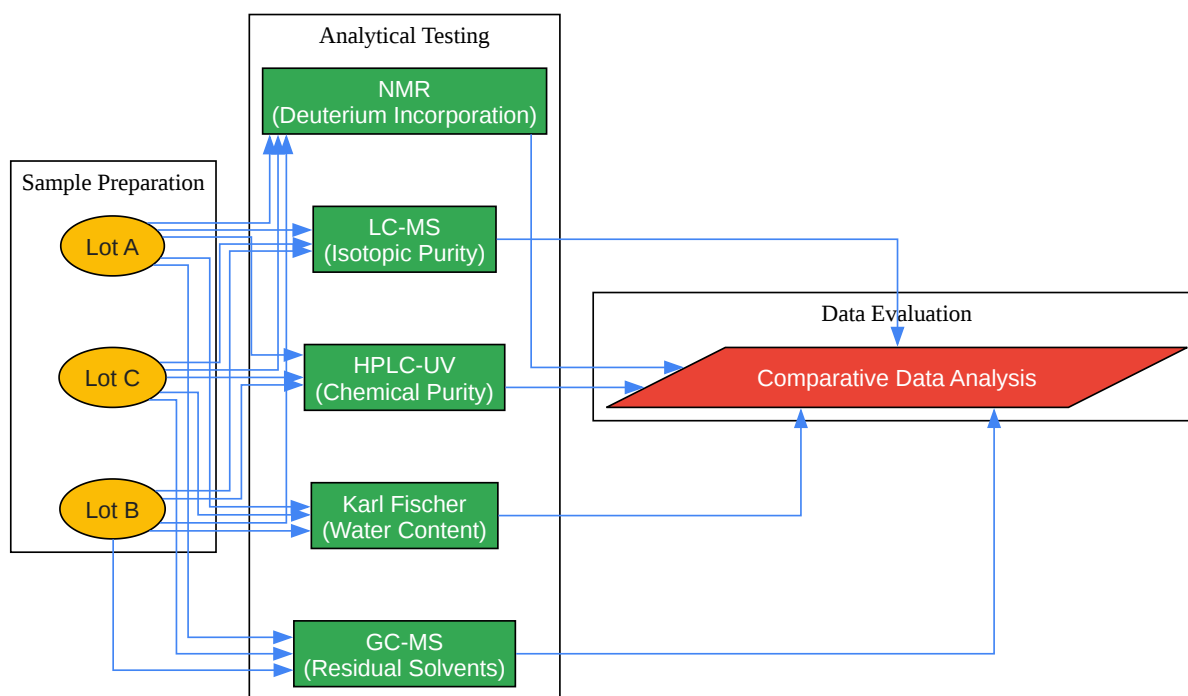 Sample Preparation
Lot A
Lot C
Lot B
Analytical Testing
NMR
(Deuterium Incorporation)
LC-MS
(Isotopic Purity)
HPLC-UV
(Chemical Purity)
Karl Fischer
(Water Content)
GC-MS
(Residual Solvents)
Data Evaluation
Comparative Data Analysis